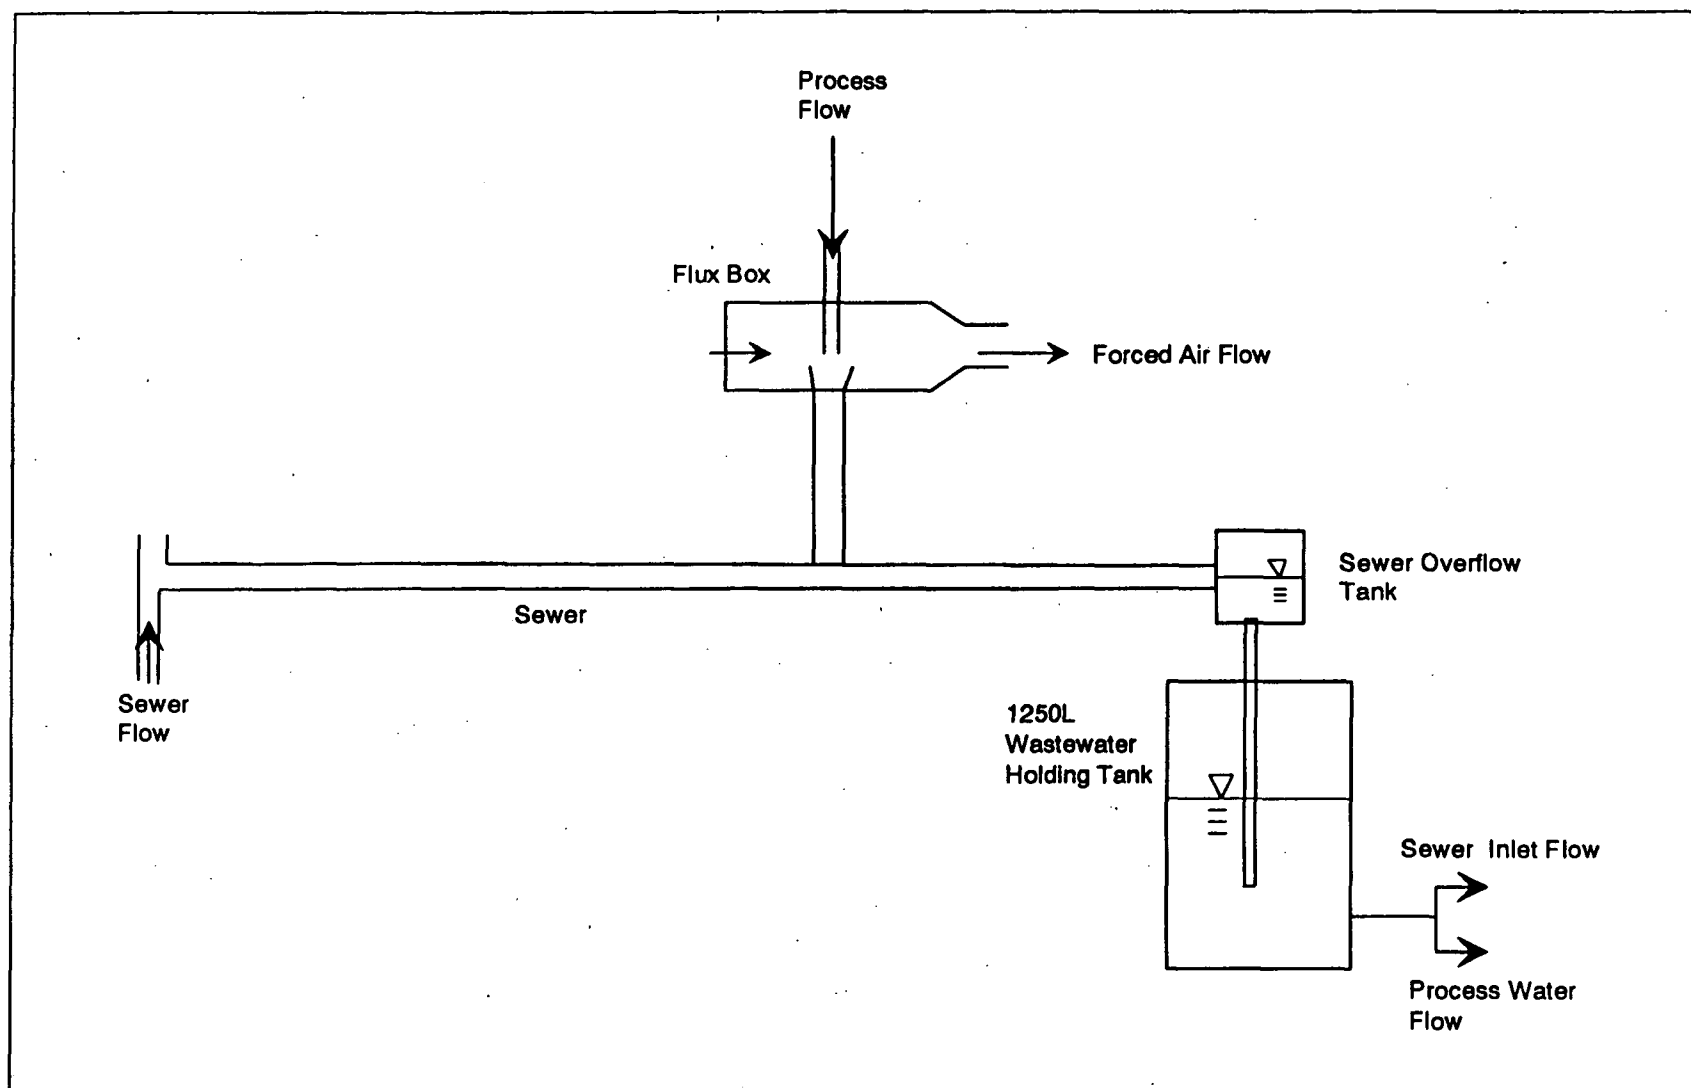 Process
Flow
Flux Box
Forced Air Flow
Sewer Overflow
Tank
Sewer
Sewer
Flow
1250L
Wastewater
Holding Tank
Sewer Inlet Flow
Process Water
Flow